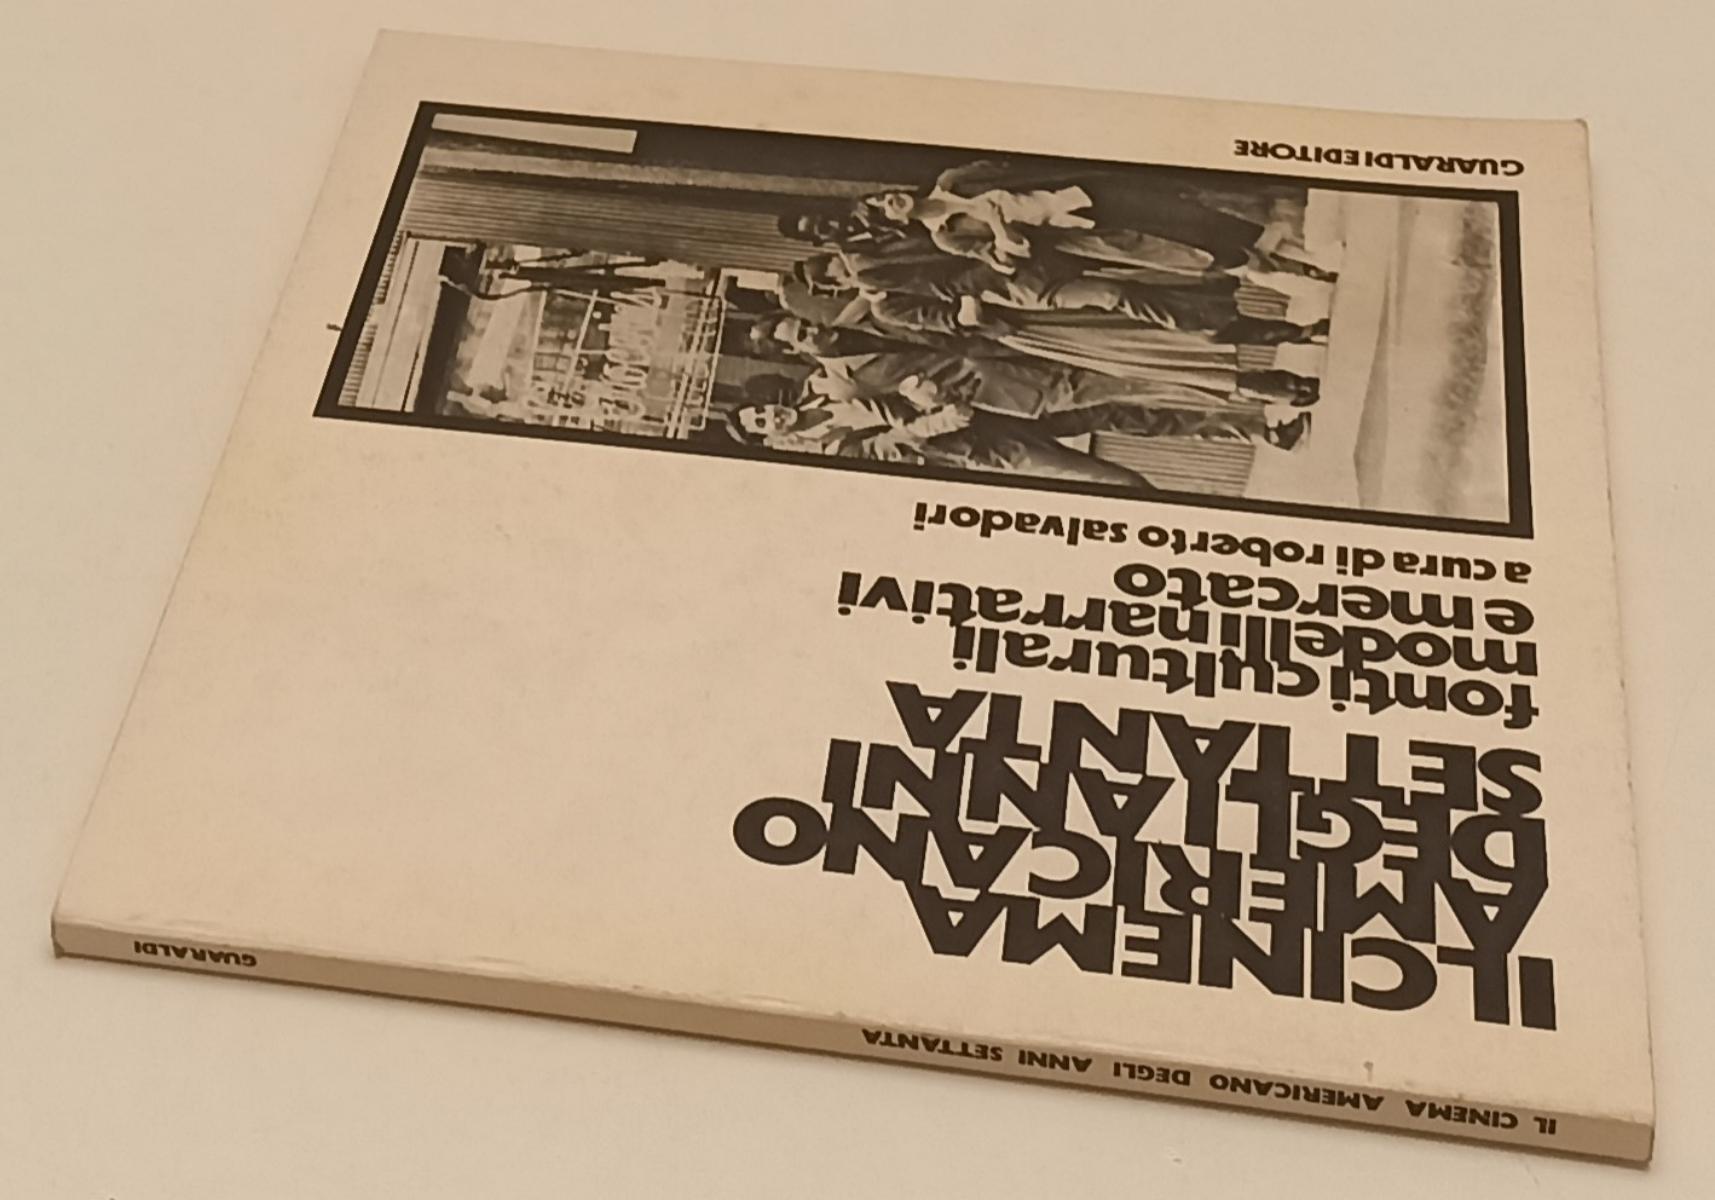 IL CINEMA
AMERICANO
DEGLI ANNI
SETTANTA
fonti culturali
modelli narrativi
e mercato
a cura di roberto salvadori
GUARALDI EDITORE
IL CINEMA AMERICANO DEGLI ANNI SETTANTA
GUARALDI